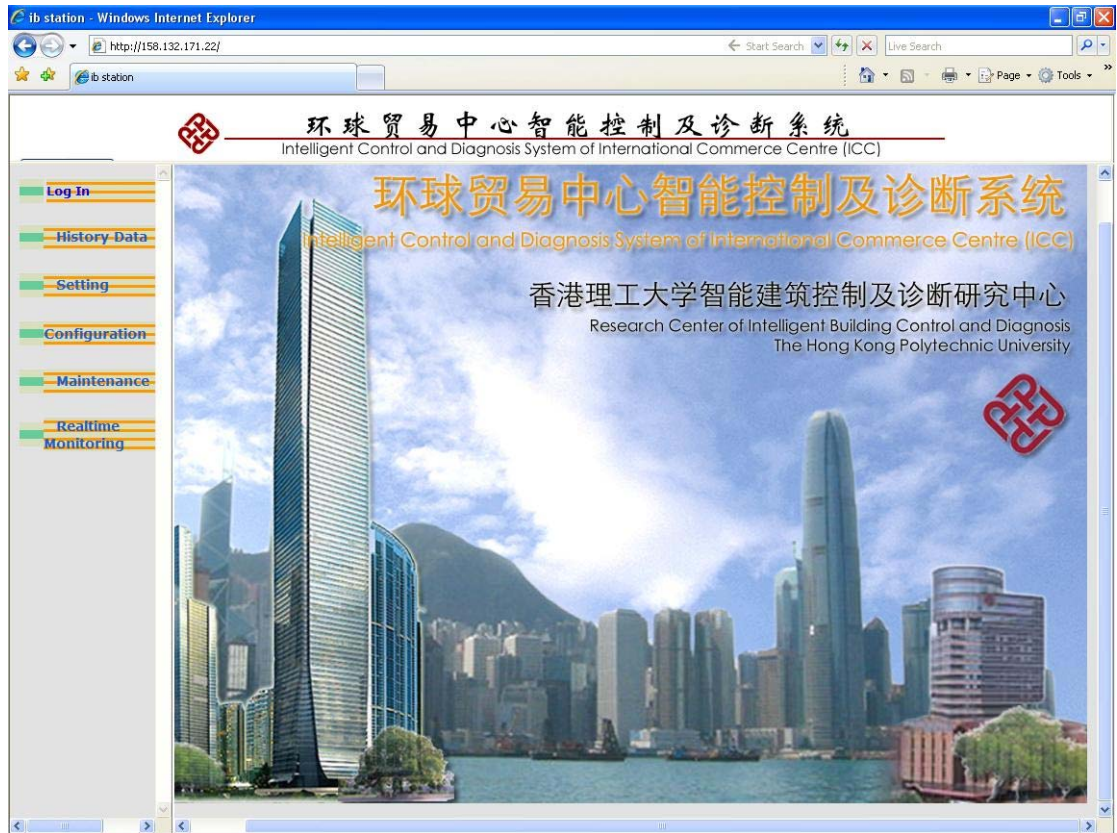 ib station - Windows Internet Explorer
http://158.132.171.22/
Start Search
Live Search
ib station
Page
Tools
»
环球贸易中心智能控制及诊断系统
Intelligent Control and Diagnosis System of International Commerce Centre (ICC)
Log In
History Data
Setting
Configuration
Maintenance
Realtime
Monitoring
环球贸易中心智能控制及诊断系统
Intelligent Control and Diagnosis System of International Commerce Centre (ICC)
香港理工大学智能建筑控制及诊断研究中心
Research Center of Intelligent Building Control and Diagnosis
The Hong Kong Polytechnic University